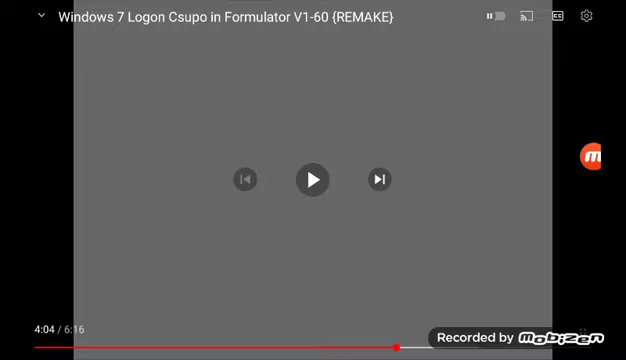 Windows 7 Logon Csupo in Formulator V1-60 {REMAKE}
CC
m
4:04 / 6:16
Recorded by mobizen